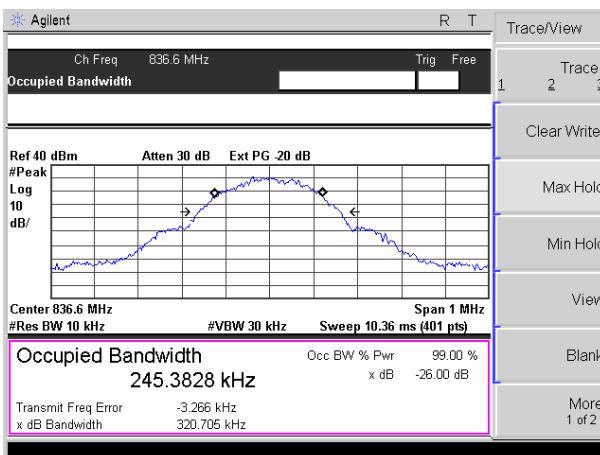 Agilent R T
Ch Freq 836.6 MHz Trig Free
Occupied Bandwidth
Ref 40 dBm Atten 30 dB Ext PG -20 dB
#Peak
Log
10
dB/
Center 836.6 MHz Span 1 MHz
#Res BW 10 kHz #VBW 30 kHz Sweep 10.36 ms (401 pts)
Occupied Bandwidth Occ BW % Pwr 99.00 %
245.3828 kHz x dB -26.00 dB
Transmit Freq Error -3.266 kHz
x dB Bandwidth 320.705 kHz
Trace/View
Trace
1 2 3
Clear Write
Max Hold
Min Hold
View
Blank
More
1 of 2